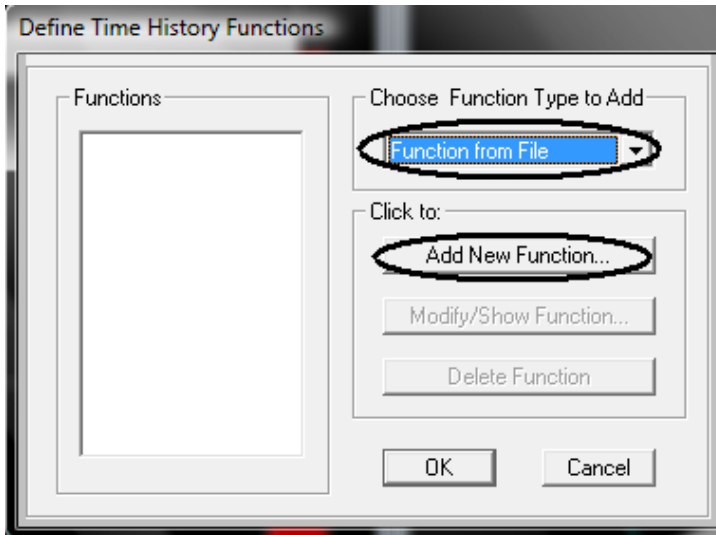 Define Time History Functions
Functions
Choose Function Type to Add
Function from File
Click to:
Add New Function...
Modify/Show Function...
Delete Function
OK
Cancel